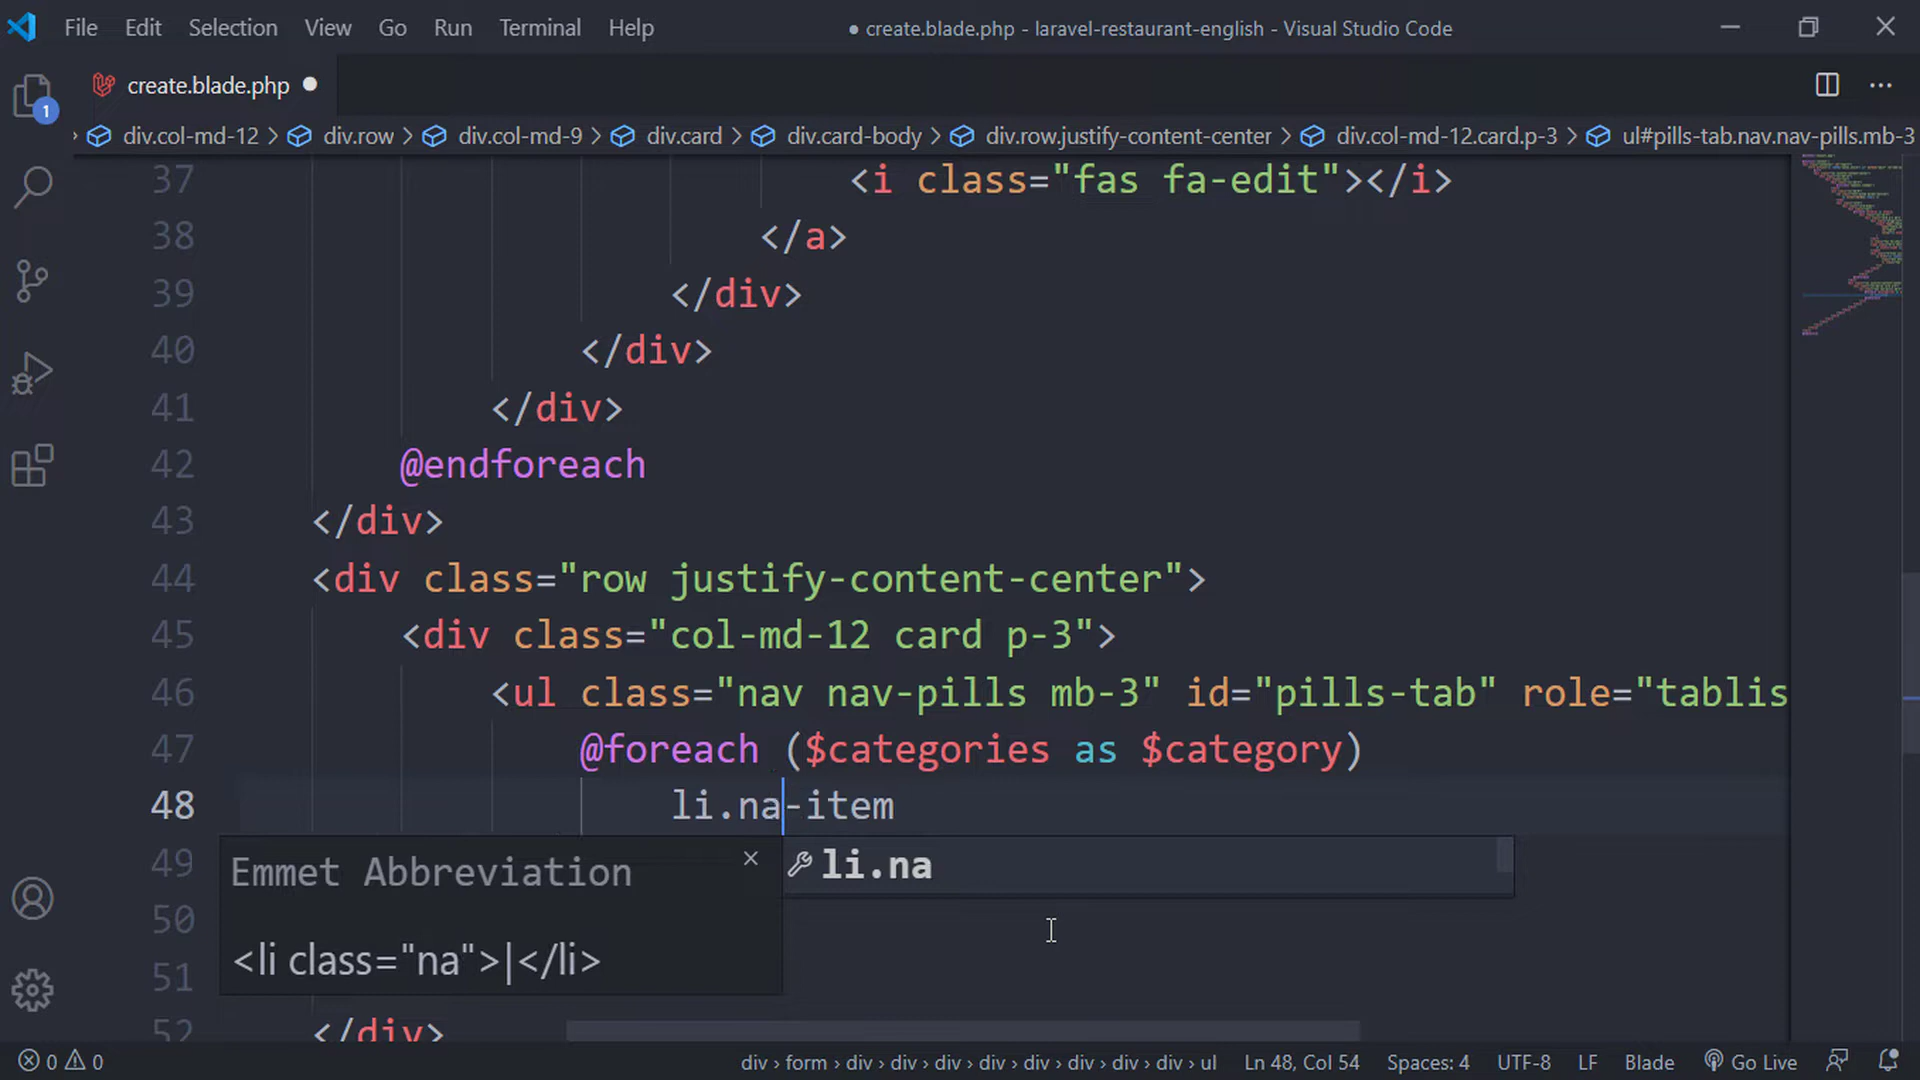 File Edit Selection View Go Run Terminal Help
● create.blade.php - laravel-restaurant-english - Visual Studio Code
create.blade.php ●
1
div.col-md-12 > div.row > div.col-md-9 > div.card > div.card-body > div.row.justify-content-center > div.col-md-12.card.p-3 > ul#pills-tab.nav.nav-pills.mb-3
37 <i class="fas fa-edit"></i>
38 </a>
39 </div>
40 </div>
41 </div>
42 @endforeach
43 </div>
44 <div class="row justify-content-center">
45 <div class="col-md-12 card p-3">
46 <ul class="nav nav-pills mb-3" id="pills-tab" role="tablis
47 @foreach ($categories as $category)
48 li.na-item
49
Emmet Abbreviation ×
li.na
50
<li class="na">|</li>
51
52 </div>
0 0
div › form › div › div › div › div › div › div › div › div › ul
Ln 48, Col 54
Spaces: 4
UTF-8
LF
Blade
Go Live